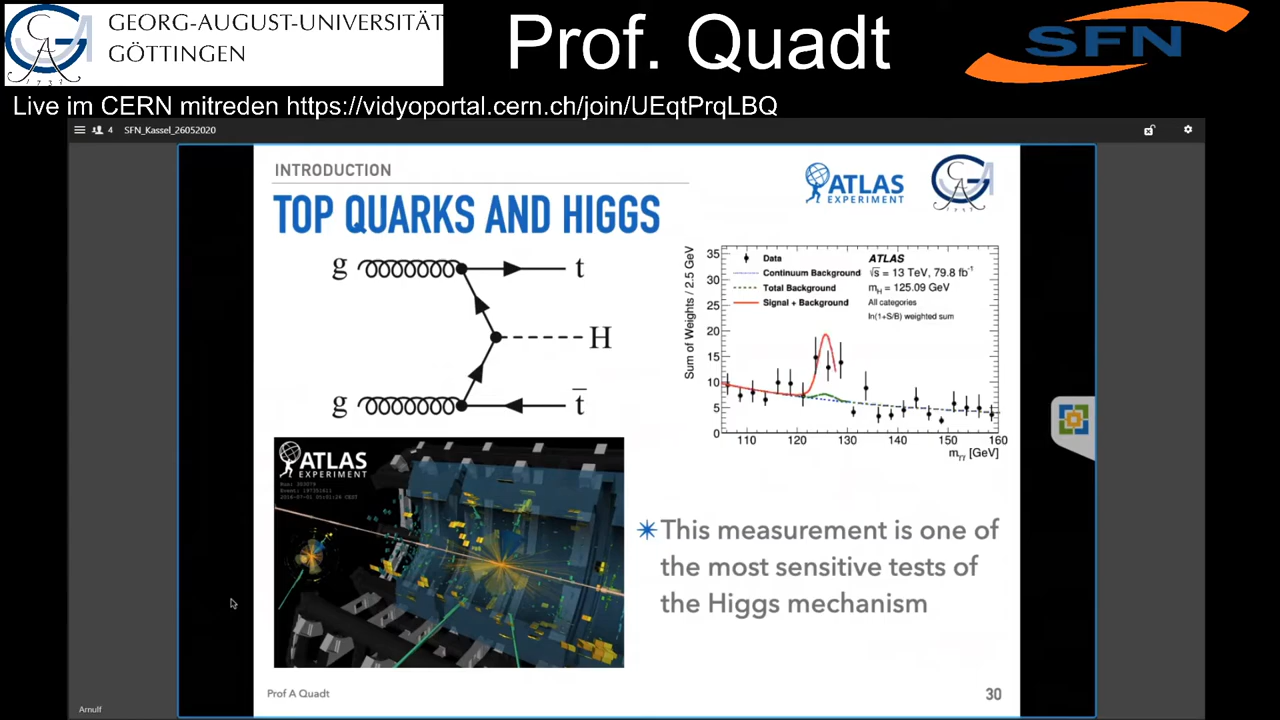 GEORG-AUGUST-UNIVERSITÄT
GÖTTINGEN
Prof. Quadt
SFN
Live im CERN mitreden https://vidyoportal.cern.ch/join/UEqtPrqLBQ
4 SFN_Kassel_26052020
INTRODUCTION
TOP QUARKS AND HIGGS
ATLAS
EXPERIMENT
g t
H
g t̅
Sum of Weights / 2.5 GeV
35
30
25
20
15
10
5
0
Data
Continuum Background
Total Background
Signal + Background
ATLAS
√s = 13 TeV, 79.8 fb⁻¹
m_H = 125.09 GeV
All categories
ln(1+S/B) weighted sum
110 120 130 140 150 160
m_γγ [GeV]
ATLAS
EXPERIMENT
This measurement is one of
the most sensitive tests of
the Higgs mechanism
Prof A Quadt
30
Arnulf